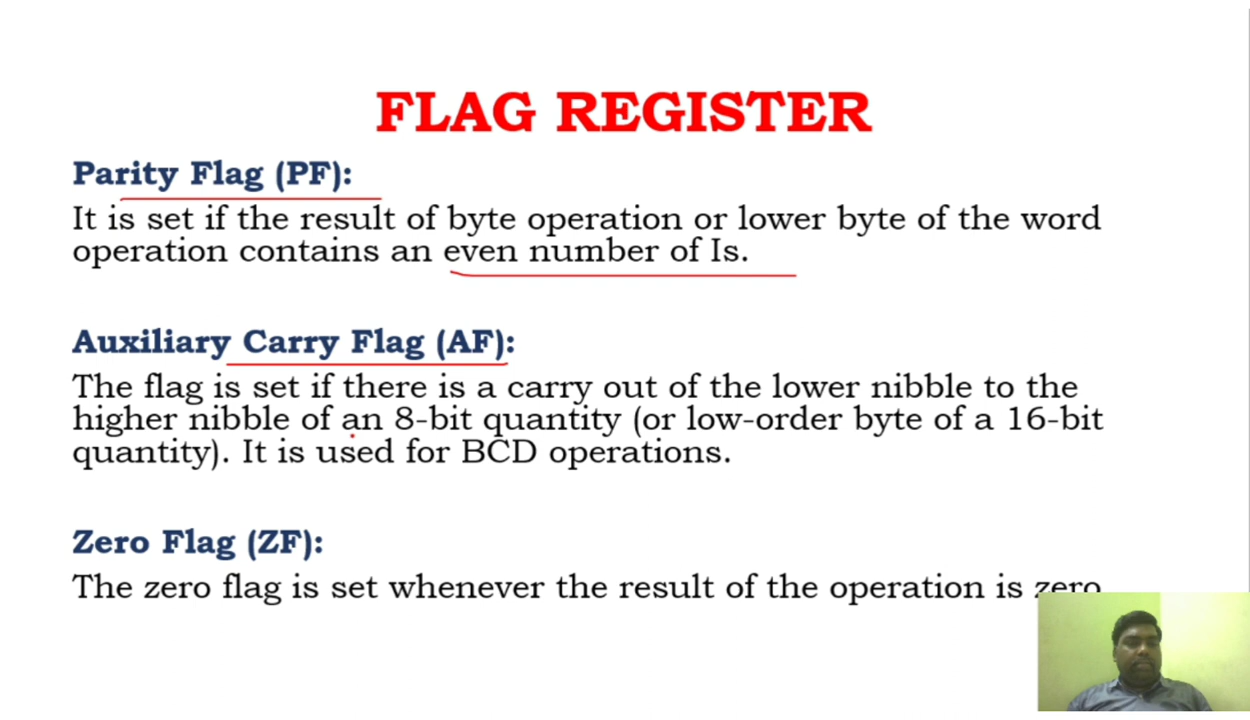 FLAG REGISTER
Parity Flag (PF):
It is set if the result of byte operation or lower byte of the word
operation contains an even number of Is.
Auxiliary Carry Flag (AF):
The flag is set if there is a carry out of the lower nibble to the
higher nibble of an 8-bit quantity (or low-order byte of a 16-bit
quantity). It is used for BCD operations.
Zero Flag (ZF):
The zero flag is set whenever the result of the operation is zero